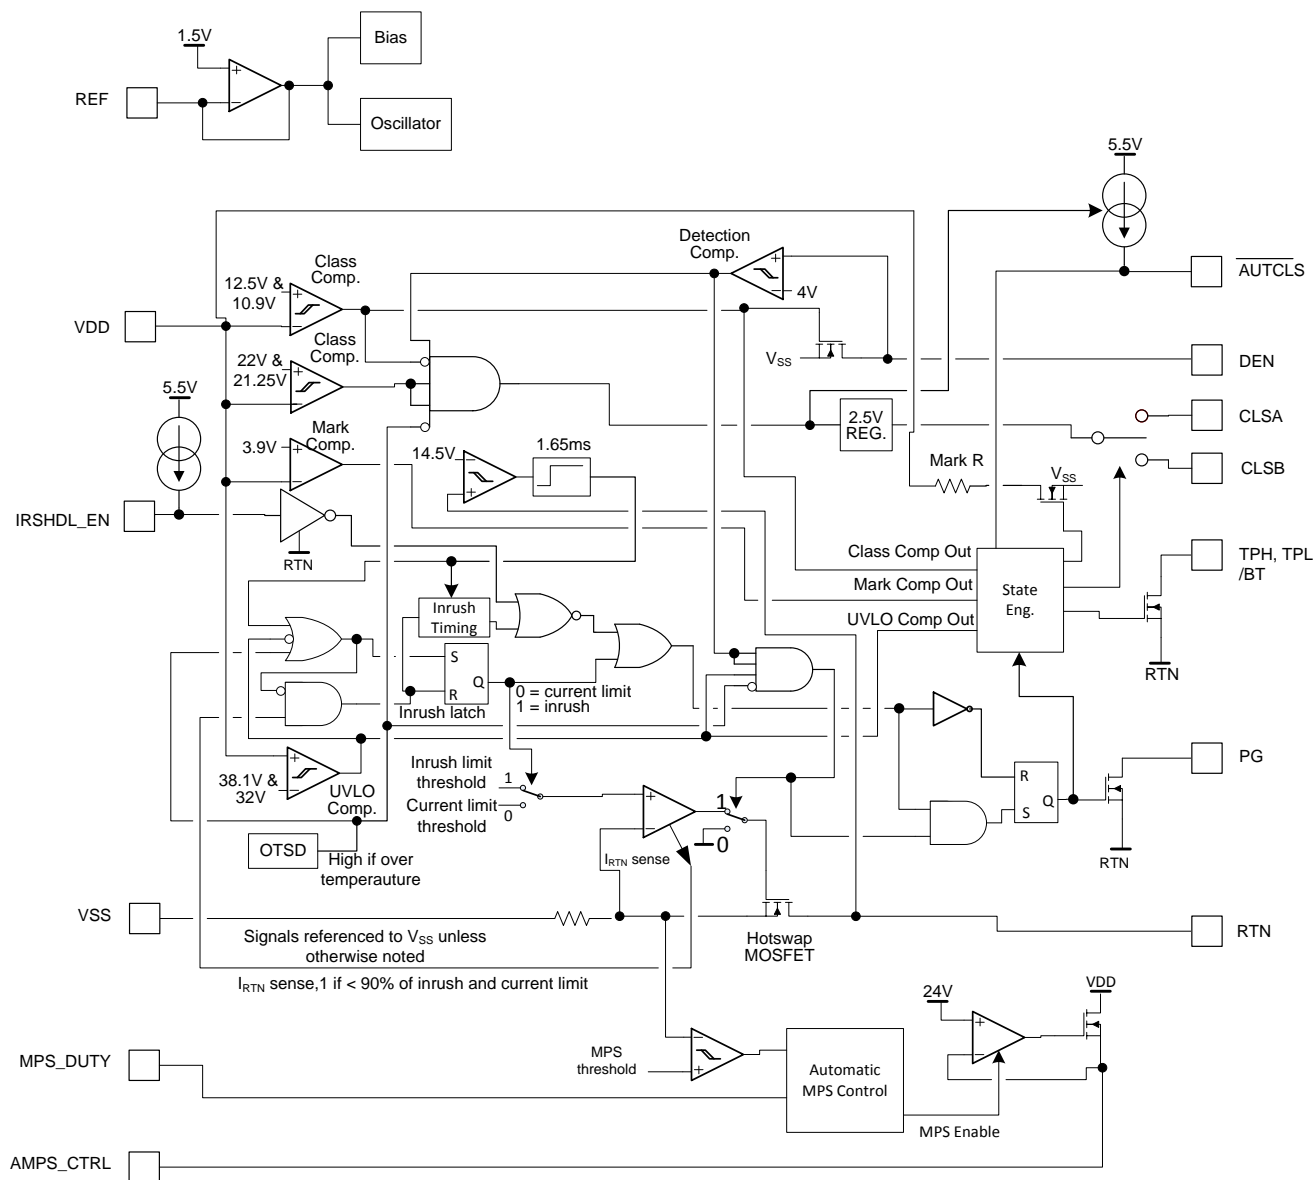 1.5V
+
−
REF
Bias
Oscillator
5.5V
AUTCLS
Detection
Comp.
+
−
4V
Class
Comp.
12.5V &
10.9V
+
−
VDD
Class
Comp.
22V &
21.25V
+
−
VSS
DEN
5.5V
2.5V
REG.
CLSA
CLSB
Mark
Comp.
3.9V
+
−
14.5V
−
+
1.65ms
Mark R
VSS
IRSHDL_EN
RTN
Class Comp Out
Mark Comp Out
UVLO Comp Out
State
Eng.
TPH, TPL
/BT
RTN
Inrush
Timing
S
R
Q
Inrush latch
0 = current limit
1 = inrush
38.1V &
32V
+
−
UVLO
Comp.
Inrush limit
threshold
1
Current limit
threshold
0
+
−
1
0
IRTN sense
R
S
Q
PG
RTN
OTSD
High if over
temperauture
VSS
Signals referenced to VSS unless
otherwise noted
Hotswap
MOSFET
RTN
IRTN sense,1 if < 90% of inrush and current limit
24V
+
−
VDD
MPS_DUTY
MPS
threshold
−
+
Automatic
MPS Control
MPS Enable
AMPS_CTRL